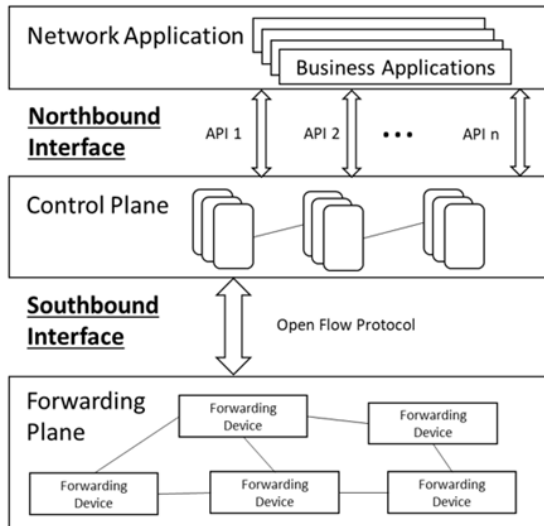 Network Application
Business Applications
Northbound
Interface
API 1
API 2
•••
API n
Control Plane
Southbound
Interface
Open Flow Protocol
Forwarding
Plane
Forwarding
Device
Forwarding
Device
Forwarding
Device
Forwarding
Device
Forwarding
Device